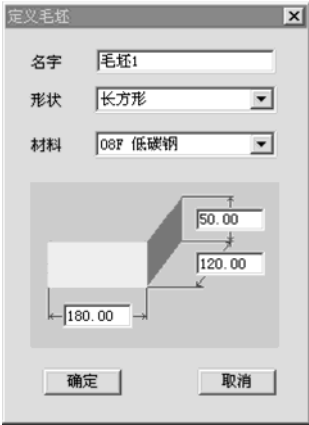 定义毛坯
名字 毛坯1
形状 长方形
材料 08F 低碳钢
50.00
120.00
180.00
确定 取消